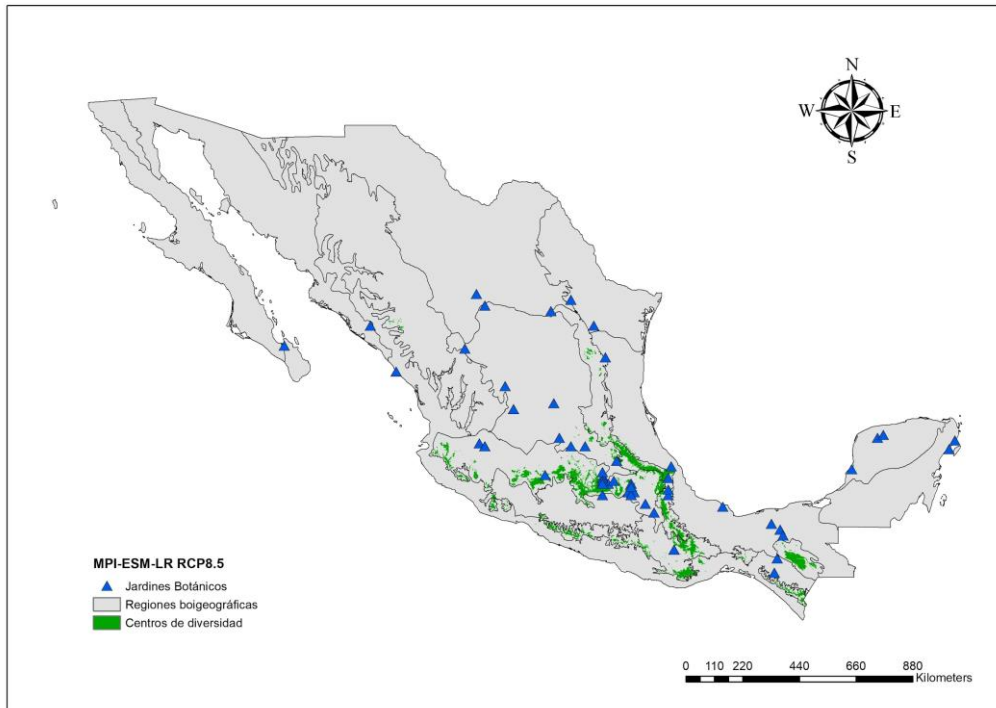 N
W E
S
MPI-ESM-LR RCP8.5
Jardines Botánicos
Regiones boigeográficas
Centros de diversidad
0 110 220 440 660 880
Kilometers